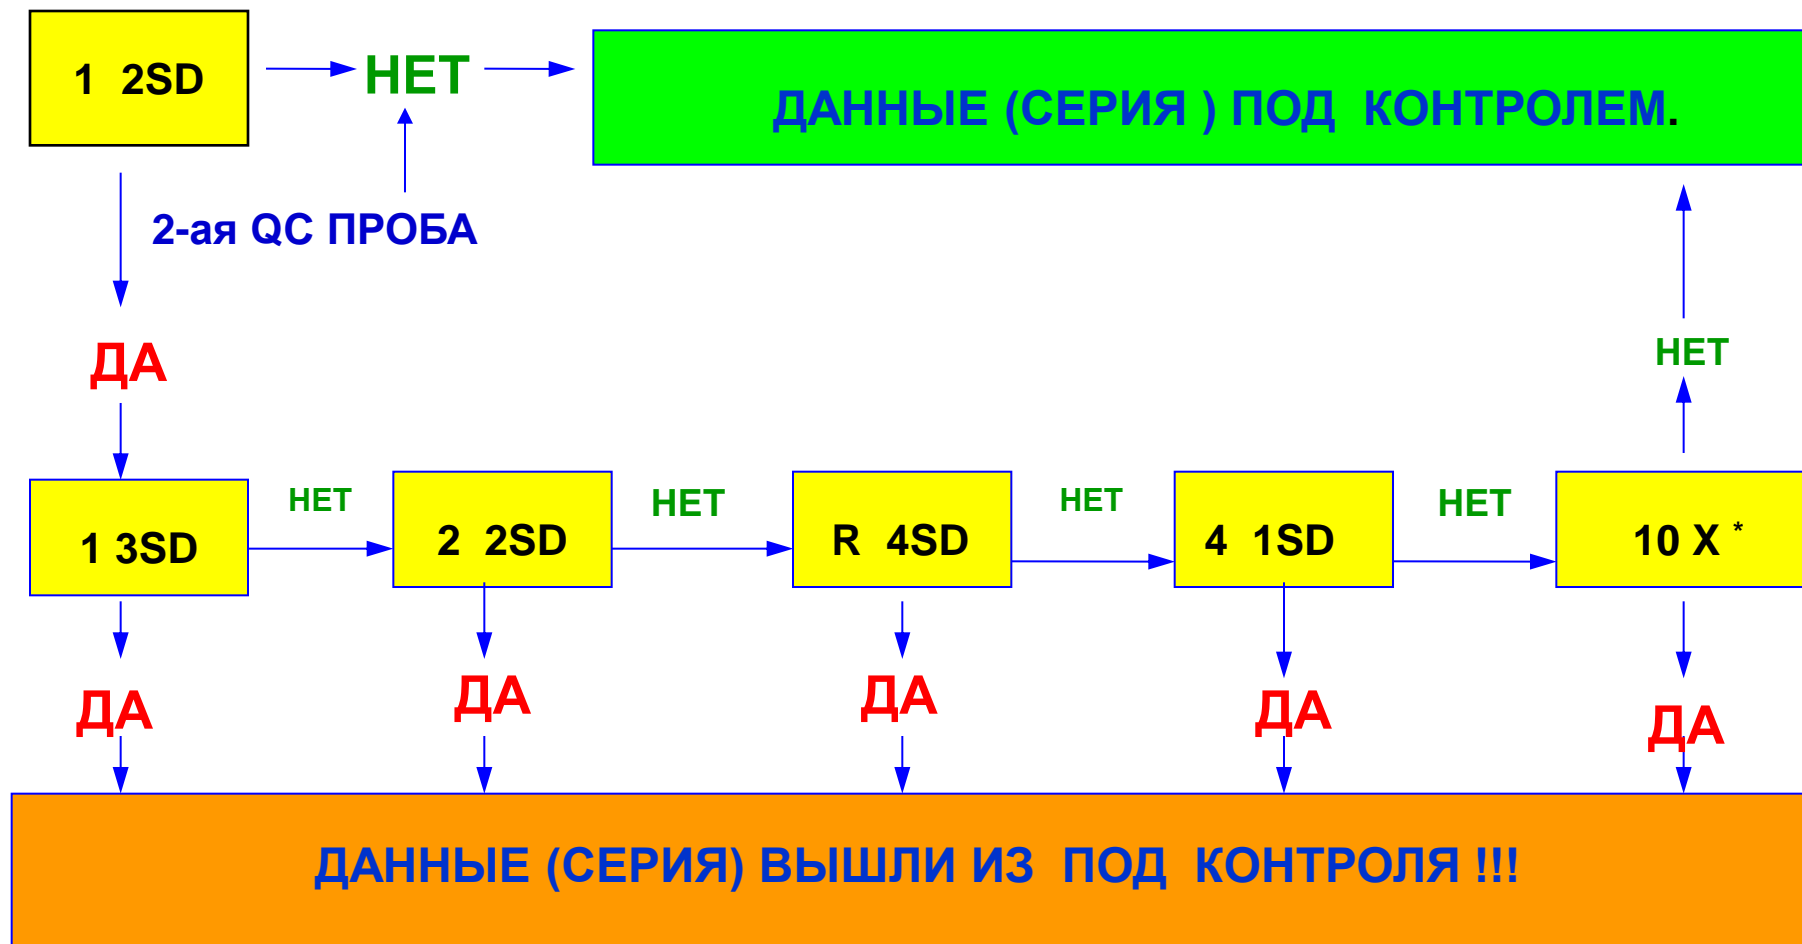 1 2SD
НЕТ
ДАННЫЕ (СЕРИЯ ) ПОД КОНТРОЛЕМ.
2-ая QC ПРОБА
ДА
НЕТ
1 3SD
НЕТ
2 2SD
НЕТ
R 4SD
НЕТ
4 1SD
НЕТ
10 X *
ДА
ДА
ДА
ДА
ДА
ДАННЫЕ (СЕРИЯ) ВЫШЛИ ИЗ ПОД КОНТРОЛЯ !!!